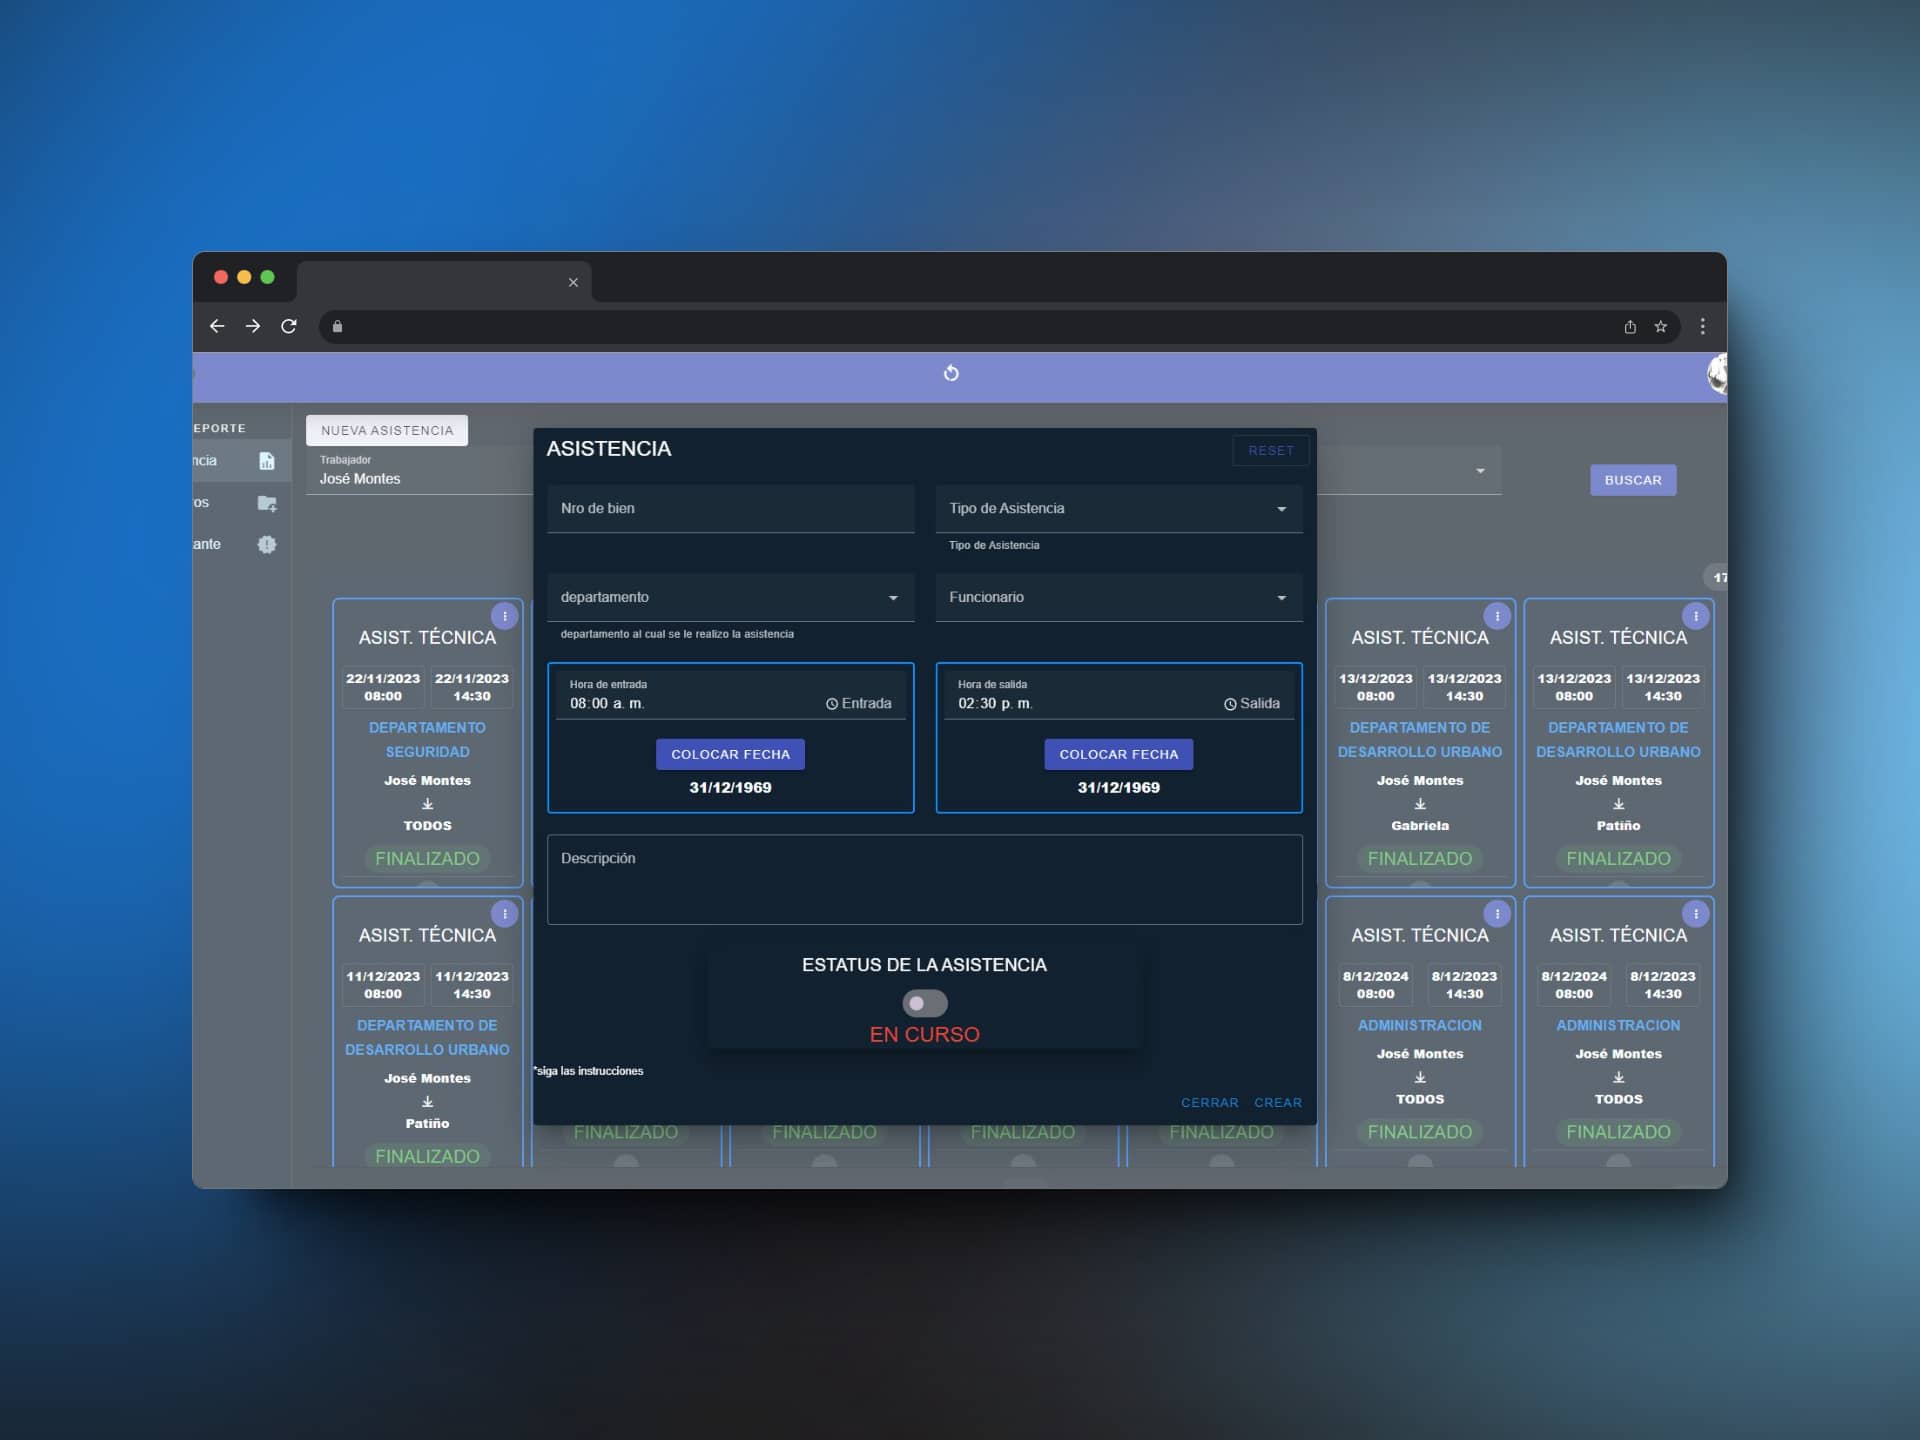 EPORTE
ncia
ros
ante
NUEVA ASISTENCIA
Trabajador
José Montes
BUSCAR
17
ASISTENCIA
RESET
Nro de bien
Tipo de Asistencia
Tipo de Asistencia
departamento
departamento al cual se le realizo la asistencia
Funcionario
Hora de entrada
08:00 a. m.
Entrada
COLOCAR FECHA
31/12/1969
Hora de salida
02:30 p. m.
Salida
COLOCAR FECHA
31/12/1969
Descripción
ESTATUS DE LA ASISTENCIA
EN CURSO
*siga las instrucciones
CERRAR
CREAR
ASIST. TÉCNICA
22/11/2023
08:00
22/11/2023
14:30
DEPARTAMENTO
SEGURIDAD
José Montes
TODOS
FINALIZADO
ASIST. TÉCNICA
13/12/2023
08:00
13/12/2023
14:30
DEPARTAMENTO DE
DESARROLLO URBANO
José Montes
Gabriela
FINALIZADO
ASIST. TÉCNICA
13/12/2023
08:00
13/12/2023
14:30
DEPARTAMENTO DE
DESARROLLO URBANO
José Montes
Patiño
FINALIZADO
ASIST. TÉCNICA
11/12/2023
08:00
11/12/2023
14:30
DEPARTAMENTO DE
DESARROLLO URBANO
José Montes
Patiño
FINALIZADO
FINALIZADO
FINALIZADO
FINALIZADO
FINALIZADO
ASIST. TÉCNICA
8/12/2024
08:00
8/12/2023
14:30
ADMINISTRACION
José Montes
TODOS
FINALIZADO
ASIST. TÉCNICA
8/12/2024
08:00
8/12/2023
14:30
ADMINISTRACION
José Montes
TODOS
FINALIZADO